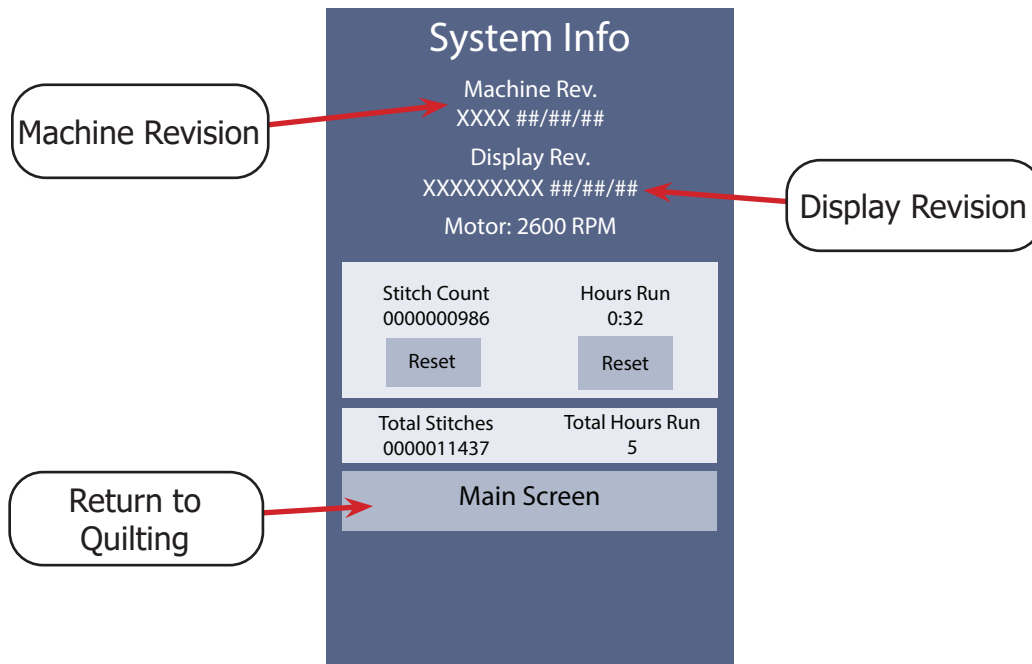 System Info
Machine Rev.
XXXX ##/##/##
Machine Revision
Display Rev.
XXXXXXXXX ##/##/##
Display Revision
Motor: 2600 RPM
Stitch Count
0000000986
Reset
Hours Run
0:32
Reset
Total Stitches
0000011437
Total Hours Run
5
Return to
Quilting
Main Screen